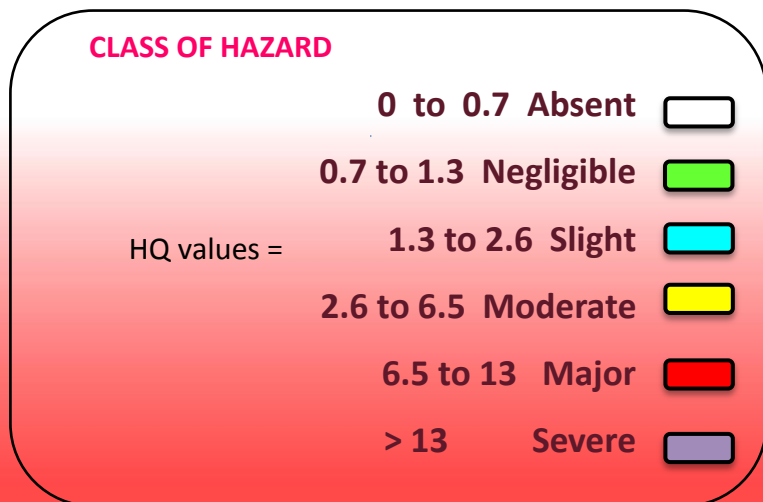 CLASS OF HAZARD
0 to 0.7 Absent
0.7 to 1.3 Negligible
HQ values = 1.3 to 2.6 Slight
2.6 to 6.5 Moderate
6.5 to 13 Major
> 13 Severe